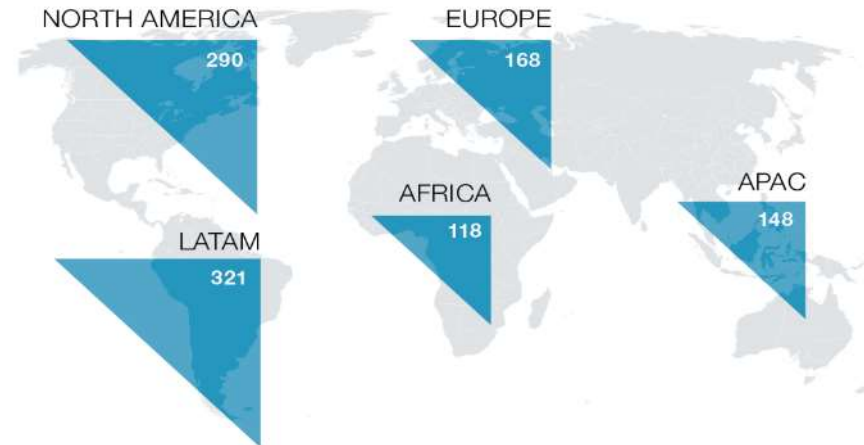 NORTH AMERICA
290
EUROPE
168
AFRICA
118
APAC
148
LATAM
321